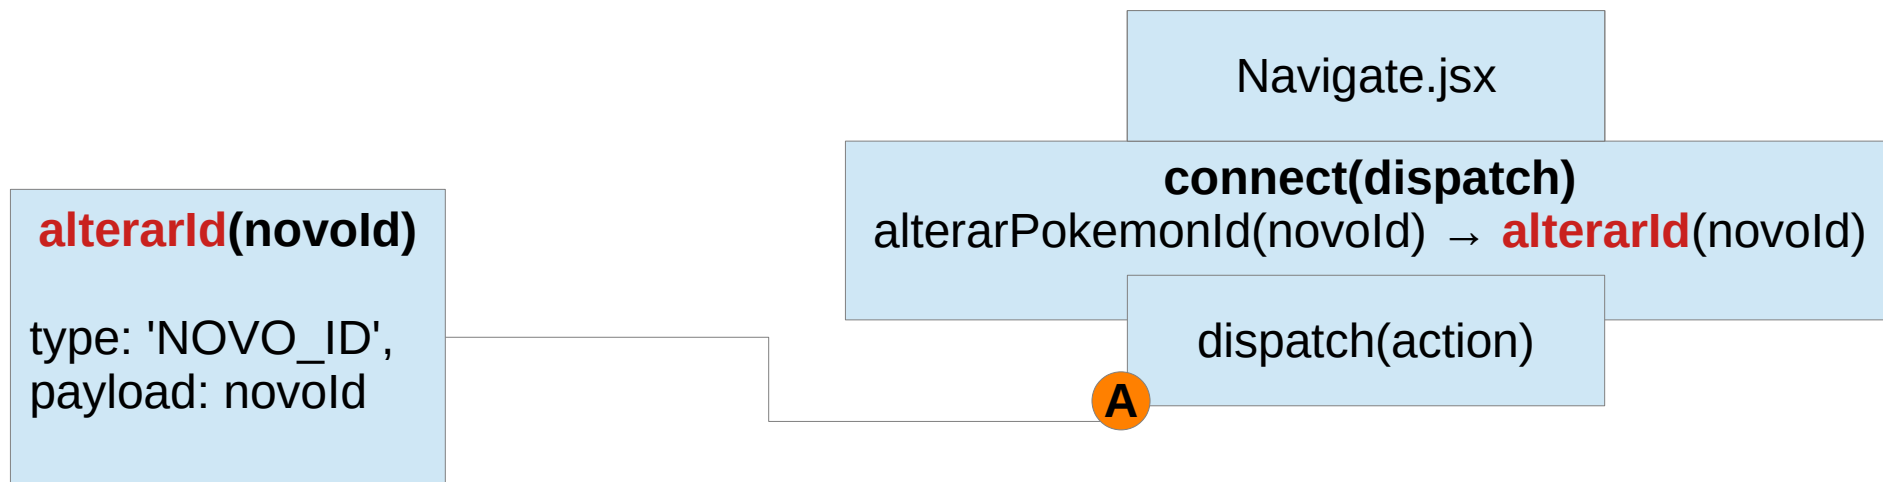 Navigate.jsx
connect(dispatch)
alterarPokemonId(novoId) → alterarId(novoId)
dispatch(action)
alterarId(novoId)
type: 'NOVO_ID',
payload: novoId
A